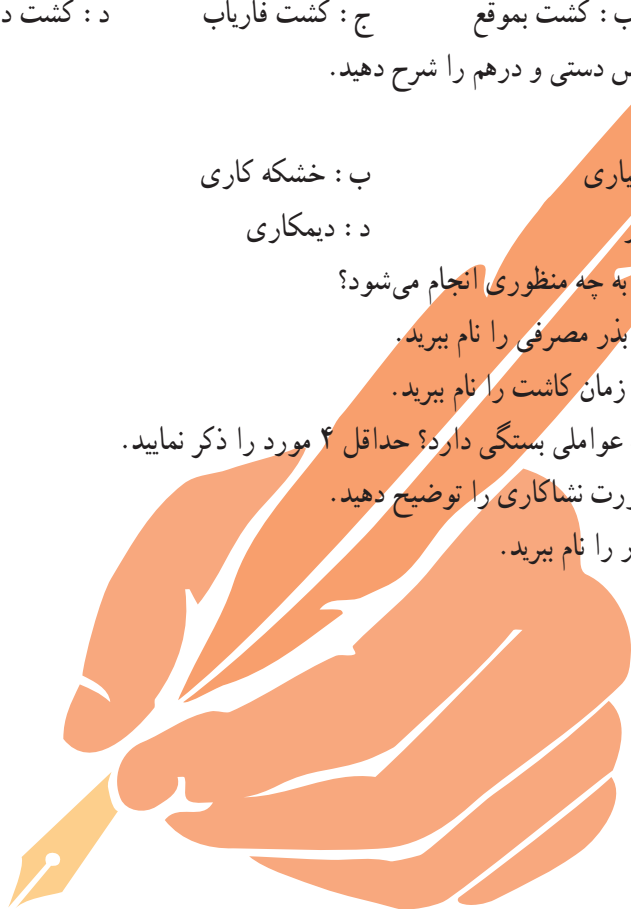 ب : کشت بموقع ج : کشت فاریاب د : کشت
دستی و درهم را شرح دهید.
ب : خشکه کاری
د : دیمکاری
به چه منظوری انجام می‌شود؟
بذر مصرفی را نام ببرید.
زمان کاشت را نام ببرید.
عواملی بستگی دارد؟ حداقل ۴ مورد را ذکر نمایید.
نشاکاری را توضیح دهید.
را نام ببرید.